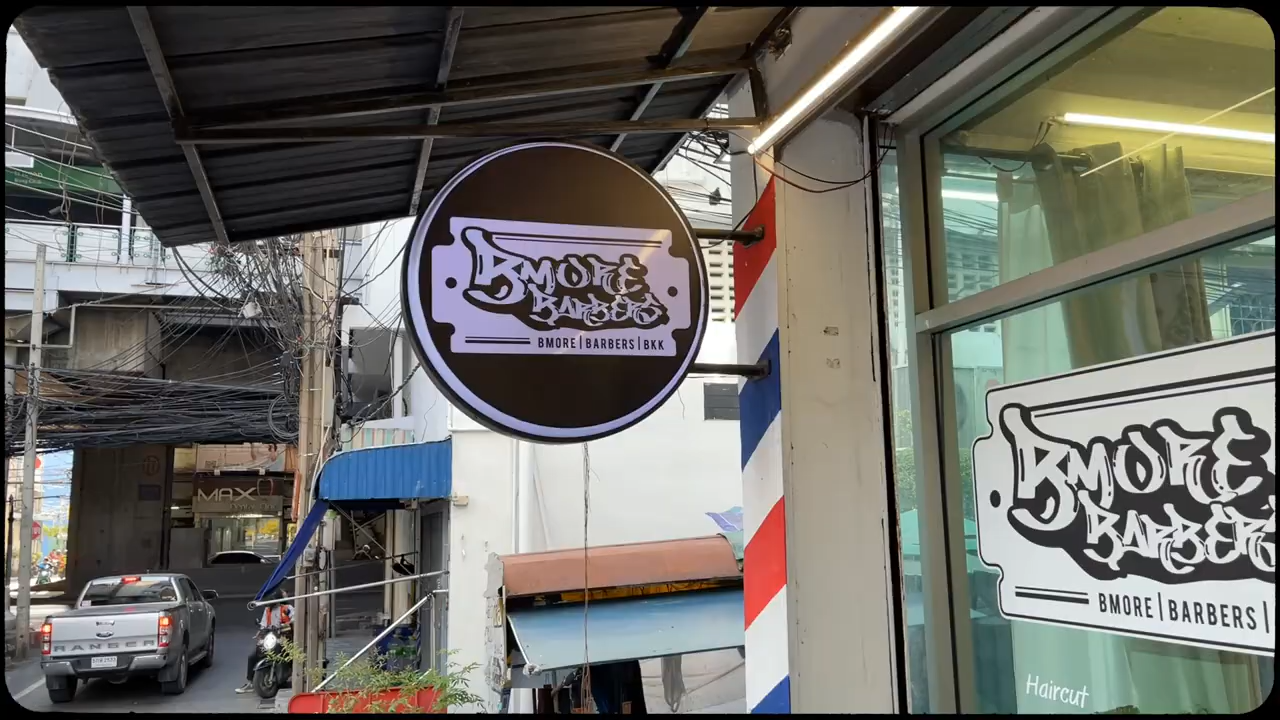 BMORE
BARBERS
BMORE|BARBERS|BKK
BMORE
BARBERS
BMORE|BARBERS|
Haircut
MAX
RANGER